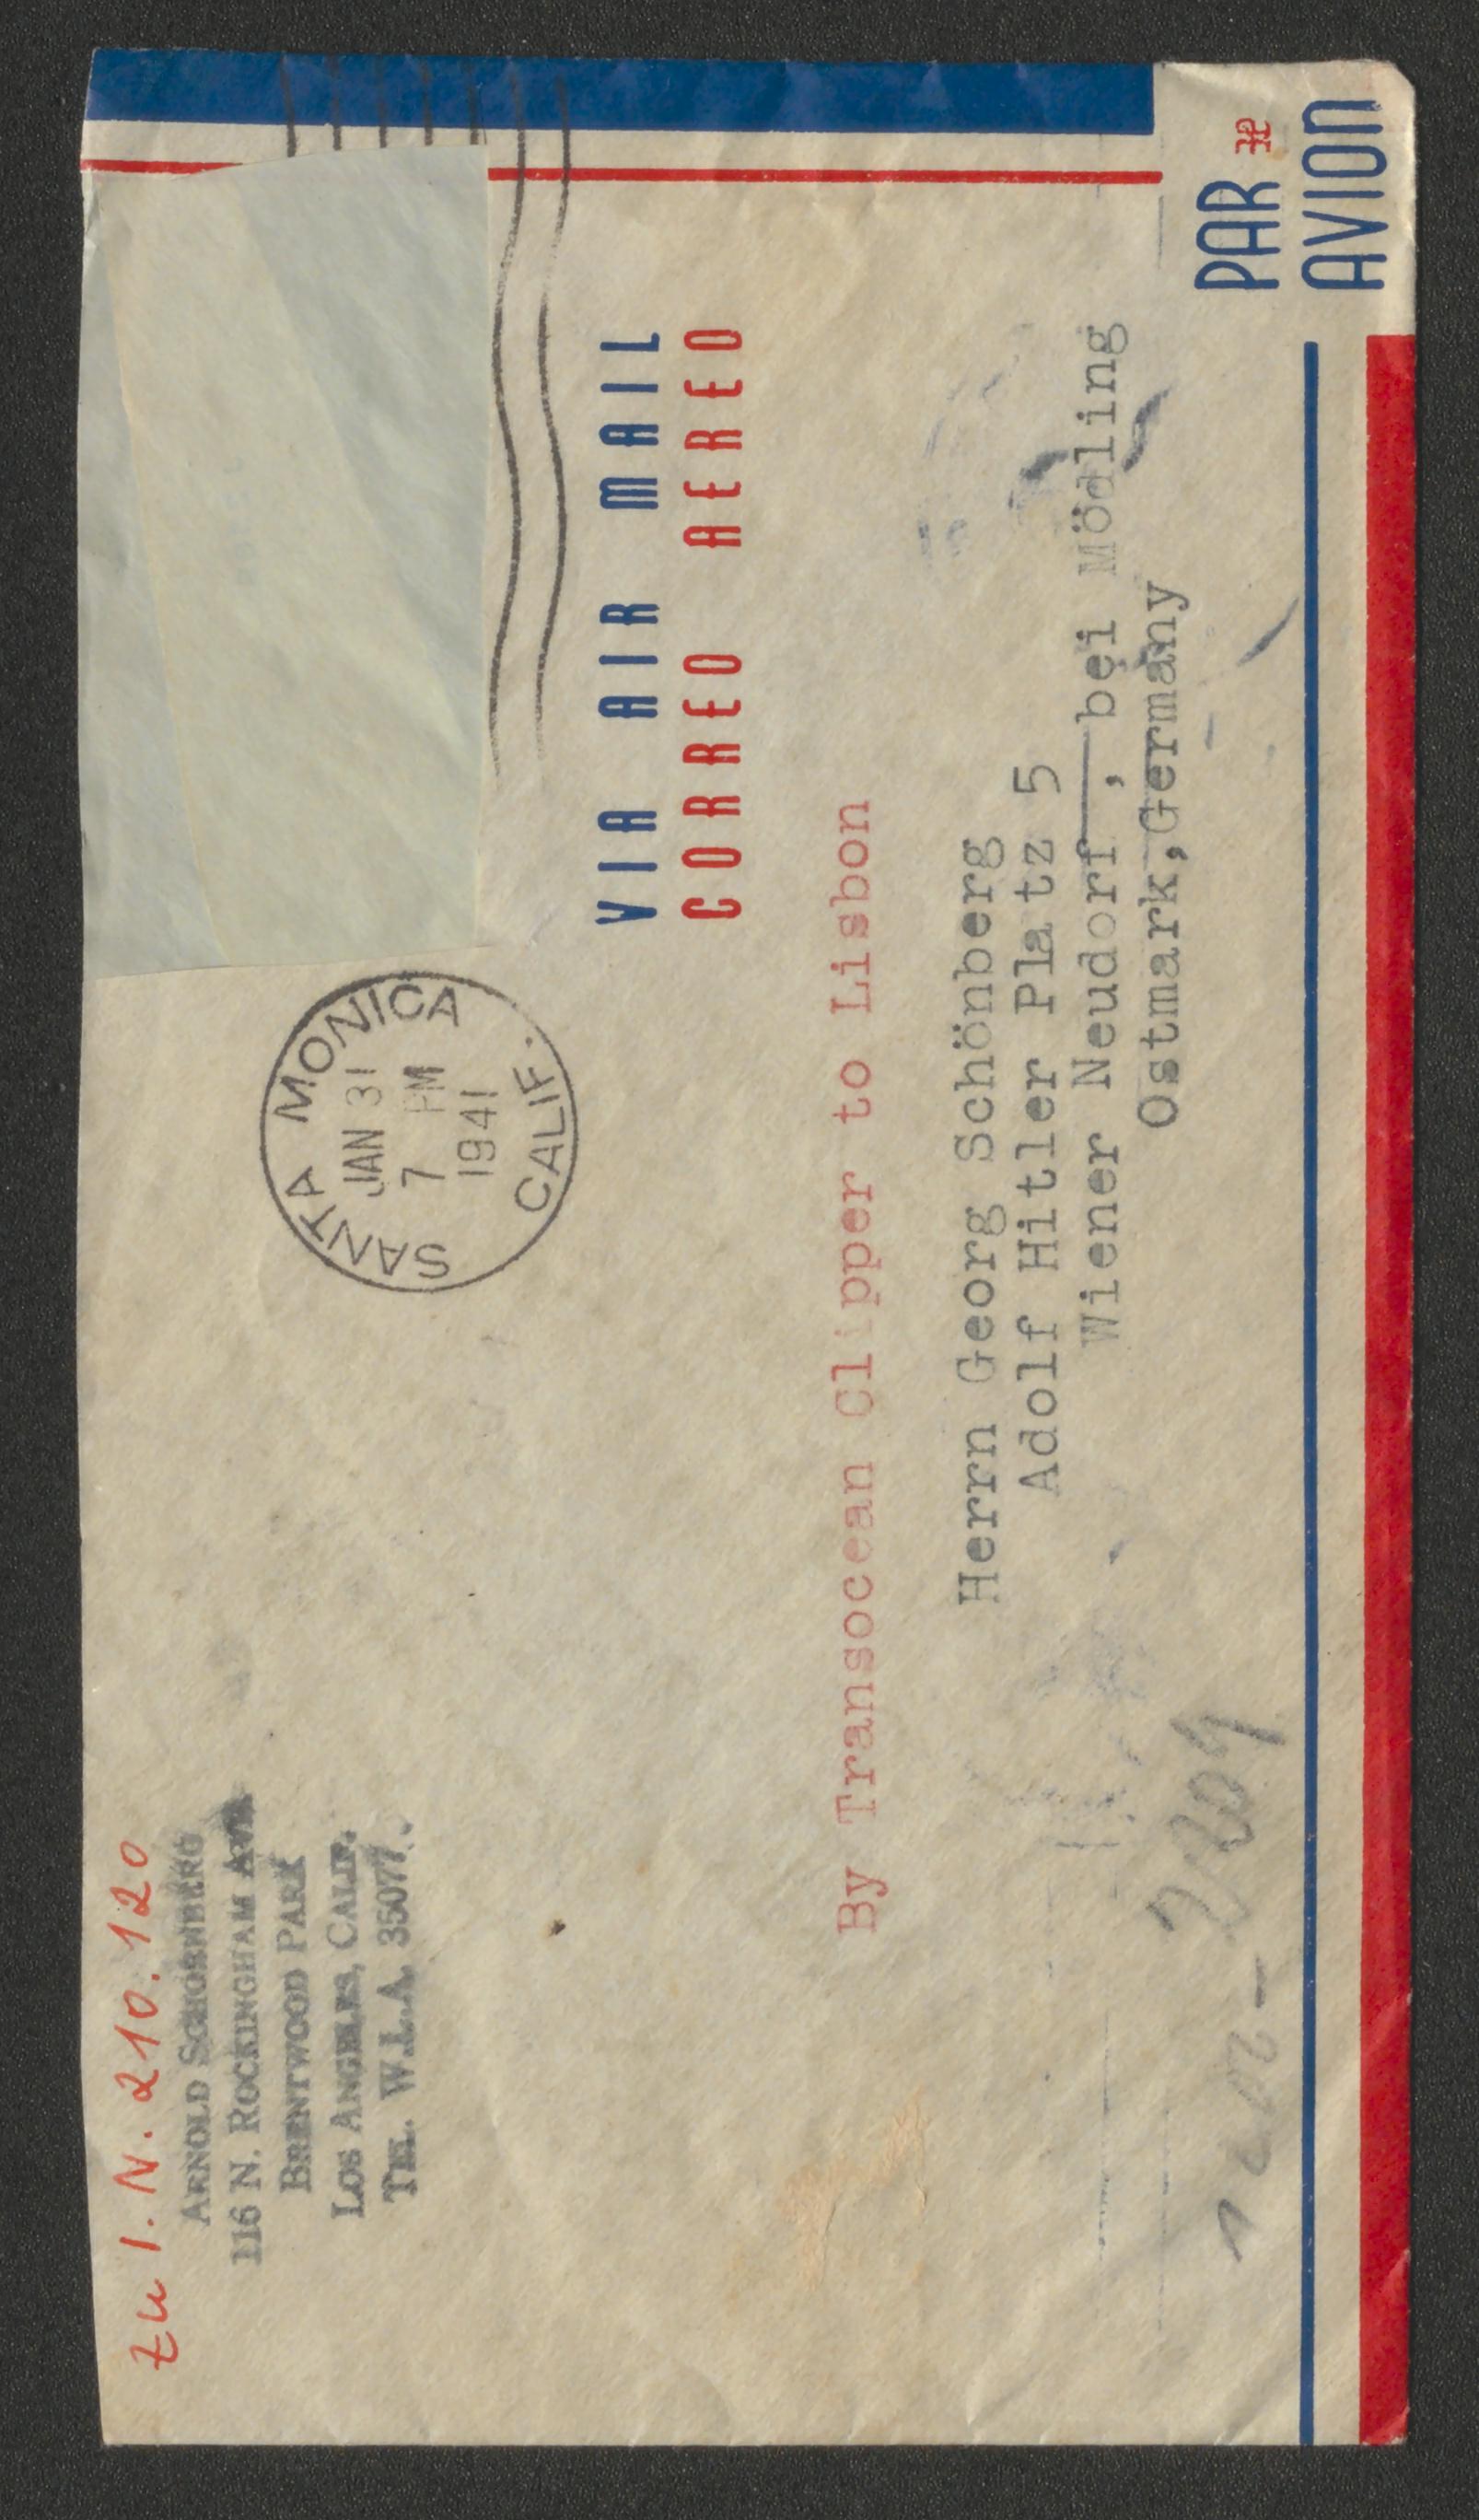 zu I.N. 210.120
ARNOLD SCHOENBERG
116 N. ROCKINGHAM AVE.
BRENTWOOD PARK
LOS ANGELES, CALIF.
TEL. W.L.A. 35077.
SANTA MONICA
JAN 31
7 PM
1941
CALIF.
VIA AIR MAIL
CORREO AEREO
By Transocean Clipper to Lisbon
Herrn Georg Schönberg
Adolf Hitler Platz 5
Wiener Neudorf , bei Mödling
Ostmark,Germany
PAR
AVION